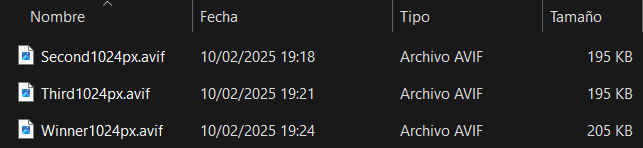 Nombre Fecha Tipo Tamaño
Second1024px.avif 10/02/2025 19:18 Archivo AVIF 195 KB
Third1024px.avif 10/02/2025 19:21 Archivo AVIF 195 KB
Winner1024px.avif 10/02/2025 19:24 Archivo AVIF 205 KB